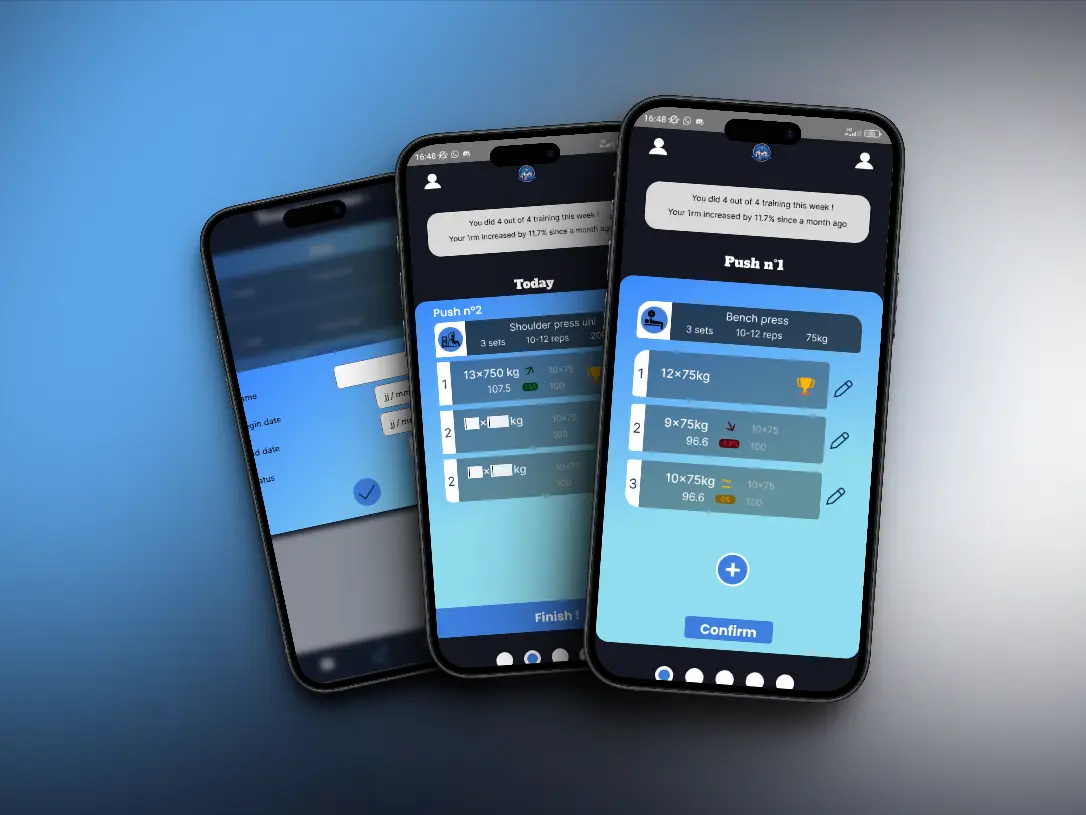 ame
gin date
d date
atus
jj / mm
jj / m
16:48
You did 4 out of 4 training this week !
Your 1rm increased by 11.7% since a month ago
Today
Push n°2
Shoulder press uni
3 sets 10-12 reps 20
1 13×750 kg 10×75
107.5 100
2 × kg 10×75
100
2 × kg 10×75
100
Finish !
16:48
You did 4 out of 4 training this week !
Your 1rm increased by 11.7% since a month ago
Push n°1
Bench press
3 sets 10-12 reps 75kg
1 12×75kg
2 9×75kg 10×75
96.6 100
3 10×75kg 10×75
96.6 0% 100
+
Confirm